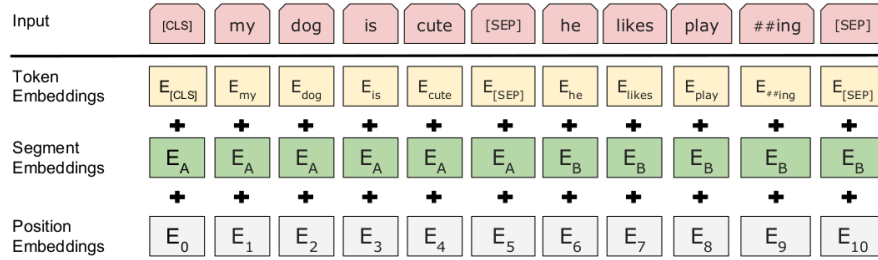 Input [CLS] my dog is cute [SEP] he likes play ##ing [SEP]
Token Embeddings E[CLS] Emy Edog Eis Ecute E[SEP] Ehe Elikes Eplay E##ing E[SEP]
+ + + + + + + + + + +
Segment Embeddings EA EA EA EA EA EA EB EB EB EB EB
+ + + + + + + + + + +
Position Embeddings E0 E1 E2 E3 E4 E5 E6 E7 E8 E9 E10